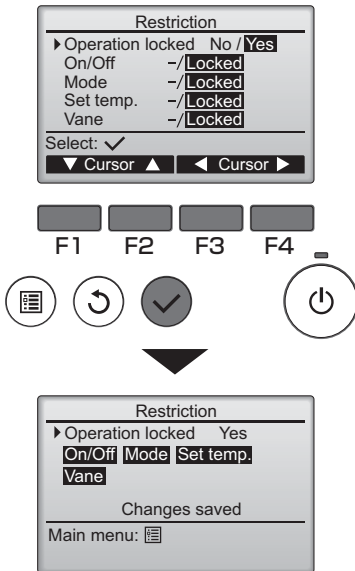 Restriction
Operation locked No / Yes
On/Off -/ Locked
Mode -/ Locked
Set temp. -/ Locked
Vane -/ Locked
Select: ✓
▼ Cursor ▲ ◀ Cursor ▶
F1 F2 F3 F4
Restriction
Operation locked Yes
On/Off Mode Set temp.
Vane
Changes saved
Main menu: